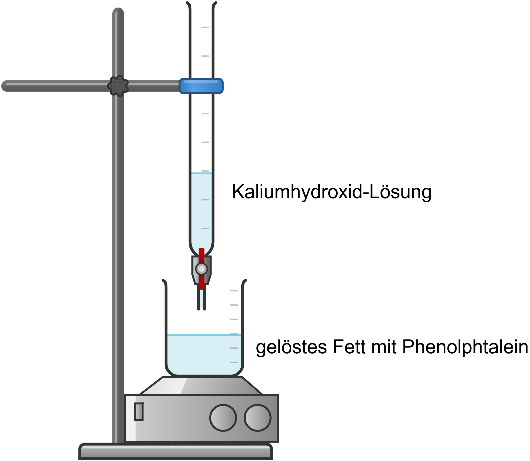 Kaliumhydroxid-Lösung
gelöstes Fett mit Phenolphtalein